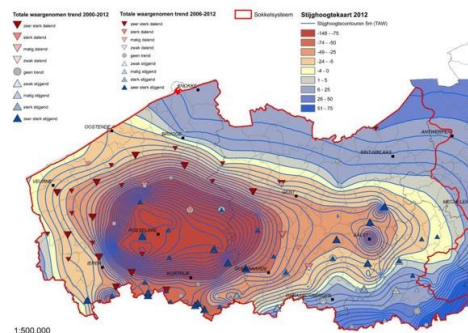 Totale waargenomen trend 2000-2012
zeer sterk dalend
sterk dalend
matig dalend
zwak dalend
geen trend
zwak stijgend
matig stijgend
sterk stijgend
zeer sterk stijgend
Totale waargenomen trend 2006-2012
zeer sterk dalend
sterk dalend
matig dalend
zwak dalend
geen trend
zwak stijgend
matig stijgend
sterk stijgend
zeer sterk stijgend
Sokkelsysteem
Stijghoogtekaart 2012
Stijghoogtecontouren 5m (TAW)
-148 - -75
-74 - -50
-49 - -25
-24 - -5
-4 - 0
1 - 5
6 - 25
26 - 50
51 - 75
KNOKKE
OOSTENDE
BRUGGE
ANTWERPEN
SINT-NIKLAAS
VEURNE
GENT
MECHELEN
ROESELARE
AALST
IEPER
KORTRIJK
OUDENAARDE
1:500 000